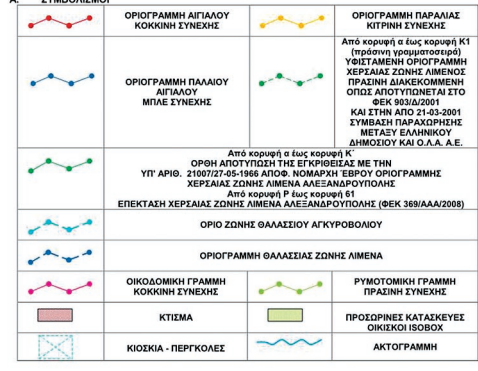 Α. ΣΥΜΒΟΛΙΣΜΟΙ
ΟΡΙΟΓΡΑΜΜΗ ΑΙΓΙΑΛΟΥ
ΚΟΚΚΙΝΗ ΣΥΝΕΧΗΣ
ΟΡΙΟΓΡΑΜΜΗ ΠΑΡΑΛΙΑΣ
ΚΙΤΡΙΝΗ ΣΥΝΕΧΗΣ
ΟΡΙΟΓΡΑΜΜΗ ΠΑΛΑΙΟΥ
ΑΙΓΙΑΛΟΥ
ΜΠΛΕ ΣΥΝΕΧΗΣ
Από κορυφή α έως κορυφή Κ1
(πράσινη γραμματοσειρά)
ΥΦΙΣΤΑΜΕΝΗ ΟΡΙΟΓΡΑΜΜΗ
ΧΕΡΣΑΙΑΣ ΖΩΝΗΣ ΛΙΜΕΝΟΣ
ΠΡΑΣΙΝΗ ΔΙΑΚΕΚΟΜΜΕΝΗ
ΟΠΩΣ ΑΠΟΤΥΠΩΝΕΤΑΙ ΣΤΟ
ΦΕΚ 903/Δ/2001
ΚΑΙ ΣΤΗΝ ΑΠΟ 21-03-2001
ΣΥΜΒΑΣΗ ΠΑΡΑΧΩΡΗΣΗΣ
ΜΕΤΑΞΥ ΕΛΛΗΝΙΚΟΥ
ΔΗΜΟΣΙΟΥ ΚΑΙ Ο.Λ.Α. Α.Ε.
Από κορυφή α έως κορυφή Κ΄
ΟΡΘΗ ΑΠΟΤΥΠΩΣΗ ΤΗΣ ΕΓΚΡΙΘΕΙΣΑΣ ΜΕ ΤΗΝ
ΥΠ' ΑΡΙΘ. 21007/27-05-1966 ΑΠΟΦ. ΝΟΜΑΡΧΗ ΈΒΡΟΥ ΟΡΙΟΓΡΑΜΜΗΣ
ΧΕΡΣΑΙΑΣ ΖΩΝΗΣ ΛΙΜΕΝΑ ΑΛΕΞΑΝΔΡΟΥΠΟΛΗΣ
Από κορυφή Ρ έως κορυφή 61
ΕΠΕΚΤΑΣΗ ΧΕΡΣΑΙΑΣ ΖΩΝΗΣ ΛΙΜΕΝΑ ΑΛΕΞΑΝΔΡΟΥΠΟΛΗΣ (ΦΕΚ 369/ΑΑΑ/2008)
ΟΡΙΟ ΖΩΝΗΣ ΘΑΛΑΣΣΙΟΥ ΑΓΚΥΡΟΒΟΛΙΟΥ
ΟΡΙΟΓΡΑΜΜΗ ΘΑΛΑΣΣΙΑΣ ΖΩΝΗΣ ΛΙΜΕΝΑ
ΟΙΚΟΔΟΜΙΚΗ ΓΡΑΜΜΗ
ΚΟΚΚΙΝΗ ΣΥΝΕΧΗΣ
ΡΥΜΟΤΟΜΙΚΗ ΓΡΑΜΜΗ
ΠΡΑΣΙΝΗ ΣΥΝΕΧΗΣ
ΚΤΙΣΜΑ
ΠΡΟΣΩΡΙΝΕΣ ΚΑΤΑΣΚΕΥΕΣ
ΟΙΚΙΣΚΟΙ ISOBOX
ΚΙΟΣΚΙΑ - ΠΕΡΓΚΟΛΕΣ
ΑΚΤΟΓΡΑΜΜΗ